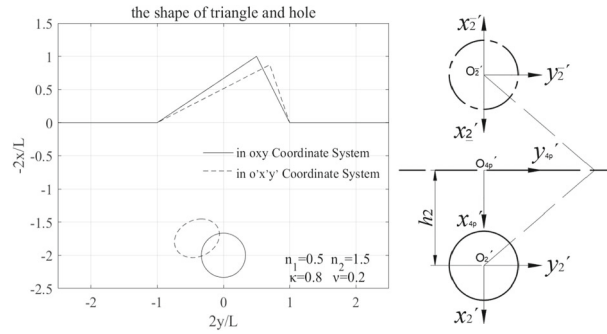 the shape of triangle and hole
-2x/L
1.5
1
0.5
0
-0.5
-1
-1.5
-2
-2.5
in oxy Coordinate System
in o'x'y' Coordinate System
n₁=0.5 n₂=1.5
κ=0.8 ν=0.2
-2 -1 0 1 2
2y/L
x₂̄′
O₂̄′
y₂̄′
x₂′
O₄ₚ′
y₄ₚ′
h₂
x₄ₚ′
O₂′
y₂′
x₂′